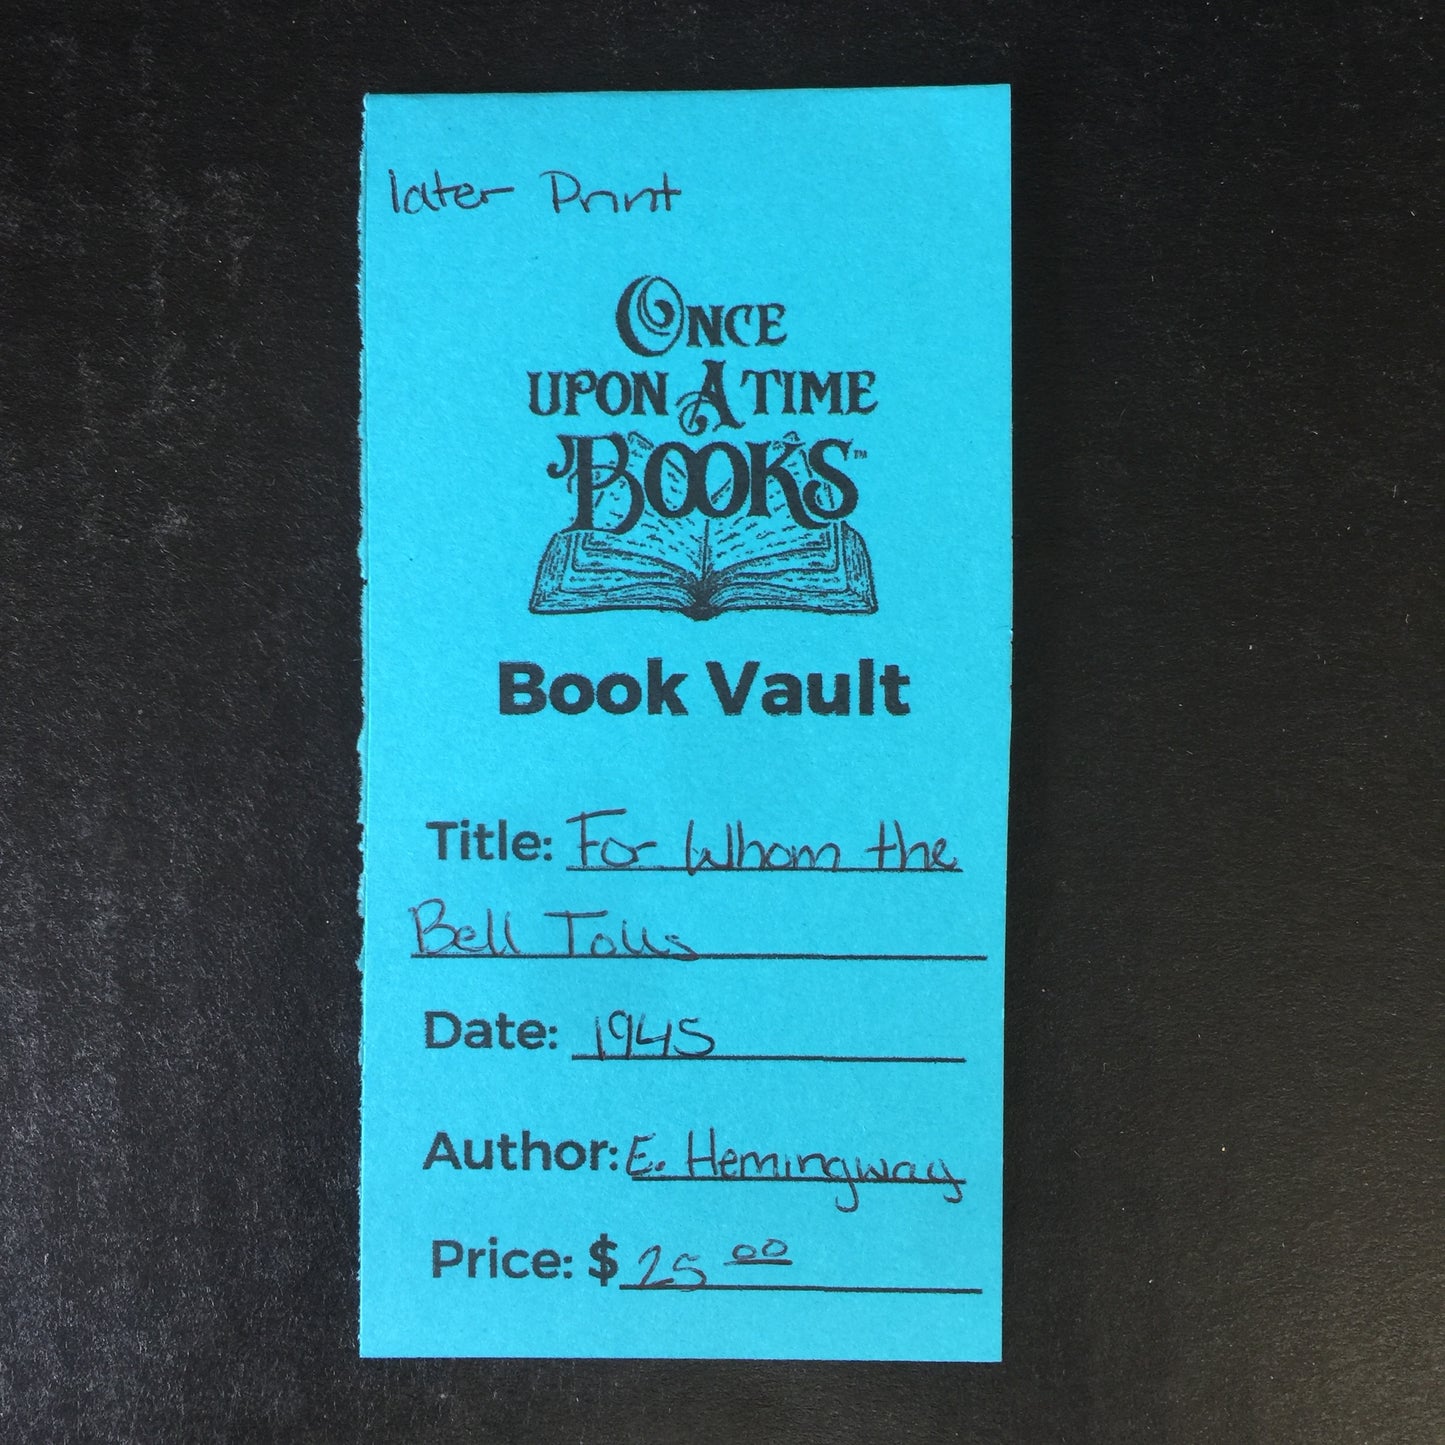 later Print
ONCE
UPON A TIME
BOOKS™
Book Vault
Title: For Whom the
Bell Tolls
Date: 1945
Author: E. Hemingway
Price: $ 25 00